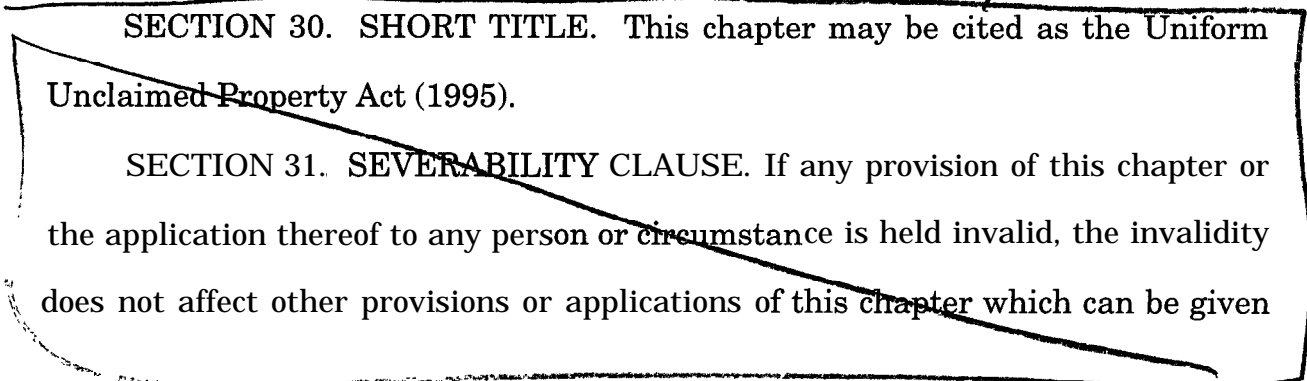 SECTION 30. SHORT TITLE. This chapter may be cited as the Uniform
Unclaimed Property Act (1995).
SECTION 31. SEVERABILITY CLAUSE. If any provision of this chapter or
the application thereof to any person or circumstance is held invalid, the invalidity
does not affect other provisions or applications of this chapter which can be given